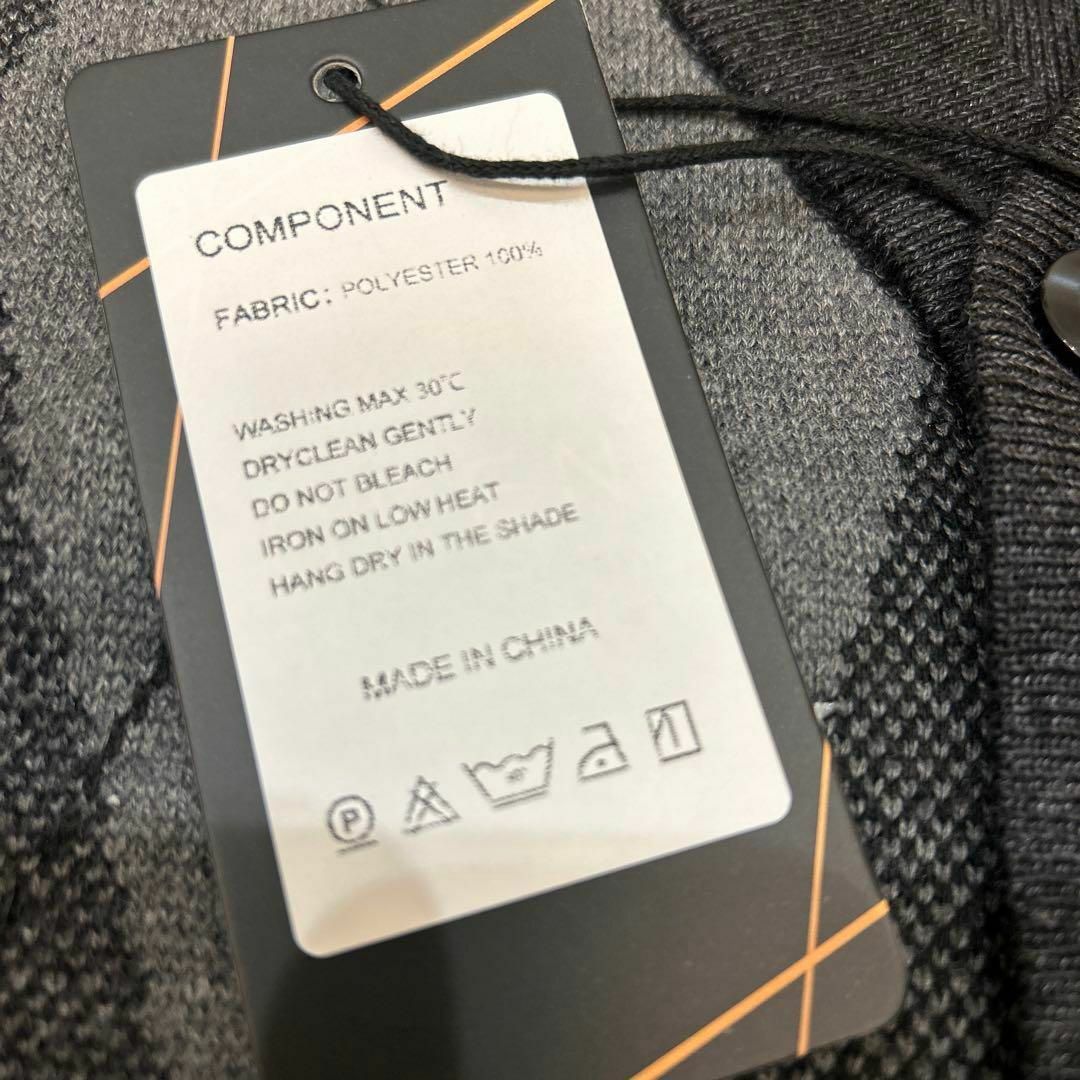 COMPONENT
FABRIC: POLYESTER 100%
WASHING MAX 30℃
DRYCLEAN GENTLY
DO NOT BLEACH
IRON ON LOW HEAT
HANG DRY IN THE SHADE
MADE IN CHINA
P